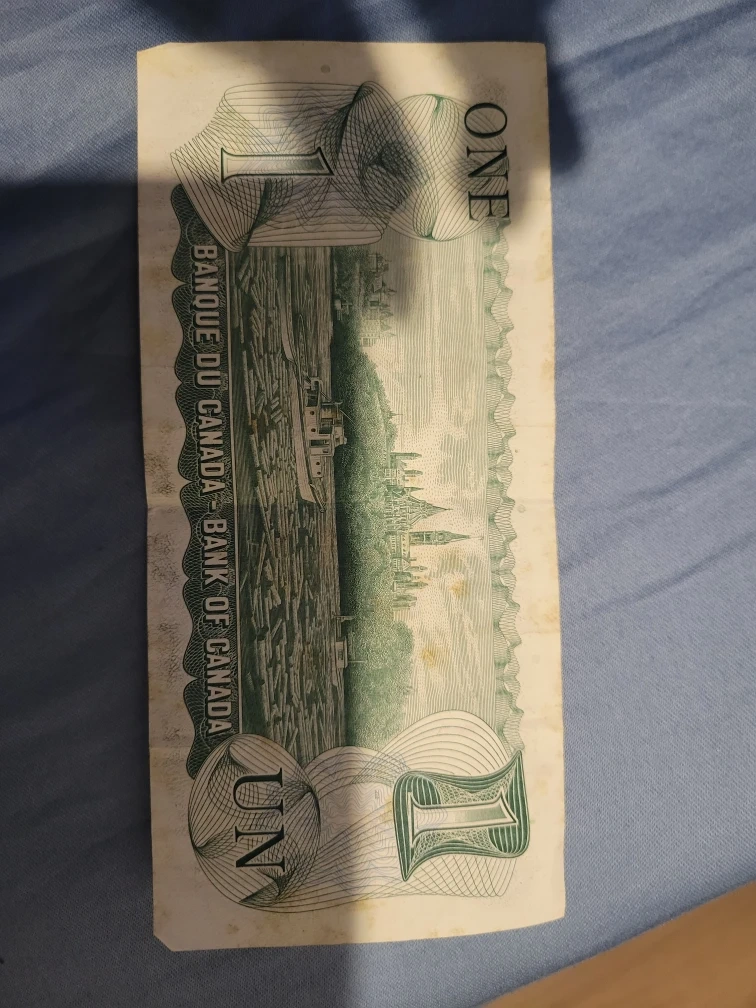 ONE
1
BANQUE DU CANADA - BANK OF CANADA
UN
1